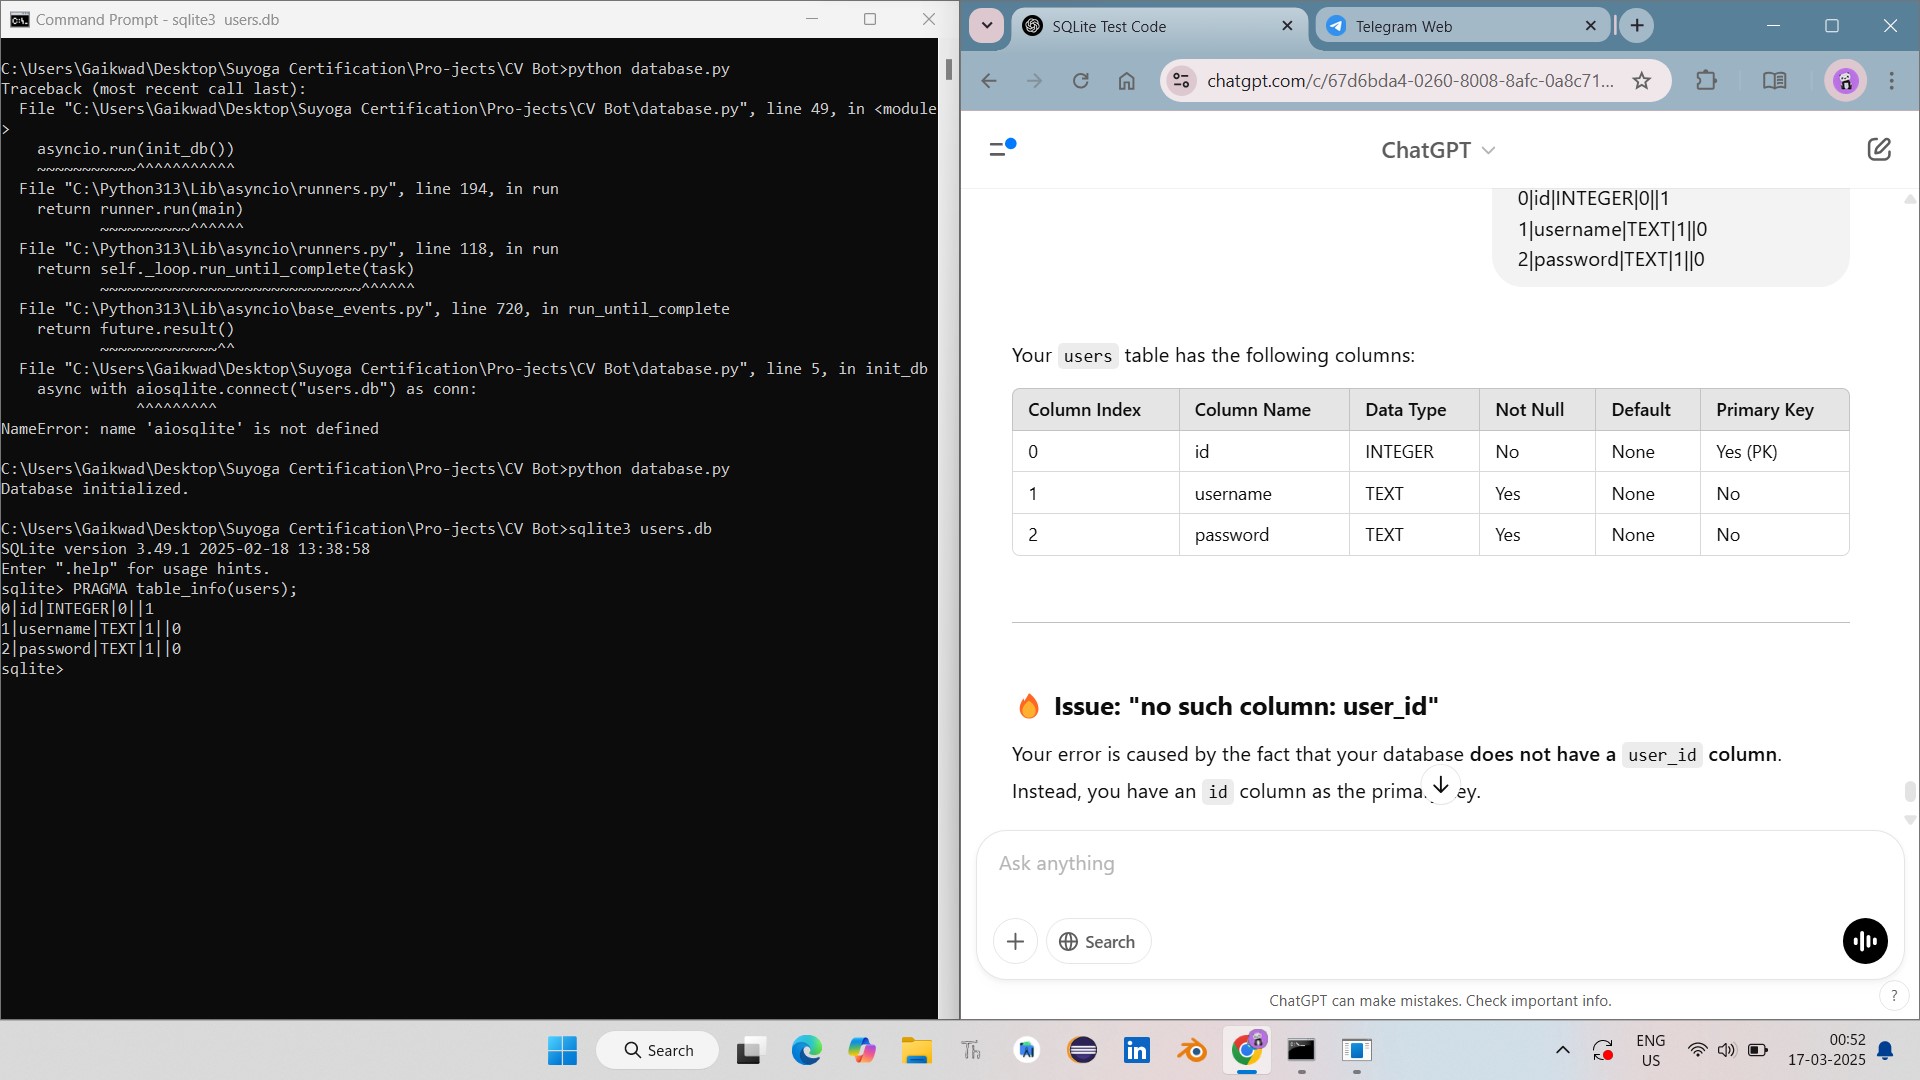 Command Prompt - sqlite3  users.db
C:\Users\Gaikwad\Desktop\Suyoga Certification\Pro-jects\CV Bot>python database.py
Traceback (most recent call last):
  File "C:\Users\Gaikwad\Desktop\Suyoga Certification\Pro-jects\CV Bot\database.py", line 49, in <module
>
    asyncio.run(init_db())
    ~~~~~~~~~~~^^^^^^^^^^^
  File "C:\Python313\Lib\asyncio\runners.py", line 194, in run
    return runner.run(main)
           ~~~~~~~~~~^^^^^^
  File "C:\Python313\Lib\asyncio\runners.py", line 118, in run
    return self._loop.run_until_complete(task)
           ~~~~~~~~~~~~~~~~~~~~~~~~~~~~~^^^^^^
  File "C:\Python313\Lib\asyncio\base_events.py", line 720, in run_until_complete
    return future.result()
           ~~~~~~~~~~~~~^^
  File "C:\Users\Gaikwad\Desktop\Suyoga Certification\Pro-jects\CV Bot\database.py", line 5, in init_db
    async with aiosqlite.connect("users.db") as conn:
               ^^^^^^^^^
NameError: name 'aiosqlite' is not defined
C:\Users\Gaikwad\Desktop\Suyoga Certification\Pro-jects\CV Bot>python database.py
Database initialized.
C:\Users\Gaikwad\Desktop\Suyoga Certification\Pro-jects\CV Bot>sqlite3 users.db
SQLite version 3.49.1 2025-02-18 13:38:58
Enter ".help" for usage hints.
sqlite> PRAGMA table_info(users);
0|id|INTEGER|0||1
1|username|TEXT|1||0
2|password|TEXT|1||0
sqlite>
SQLite Test Code
Telegram Web
chatgpt.com/c/67d6bda4-0260-8008-8afc-0a8c71...
ChatGPT
0|id|INTEGER|0||1
1|username|TEXT|1||0
2|password|TEXT|1||0
Your users table has the following columns:
Column Index Column Name Data Type Not Null Default Primary Key
0 id INTEGER No None Yes (PK)
1 username TEXT Yes None No
2 password TEXT Yes None No
🔥 Issue: "no such column: user_id"
Your error is caused by the fact that your database does not have a user_id column.
Instead, you have an id column as the
Ask anything
Search
ChatGPT can make mistakes. Check important info.
?
Search
Th
in
ENG
US
00:52
17-03-2025